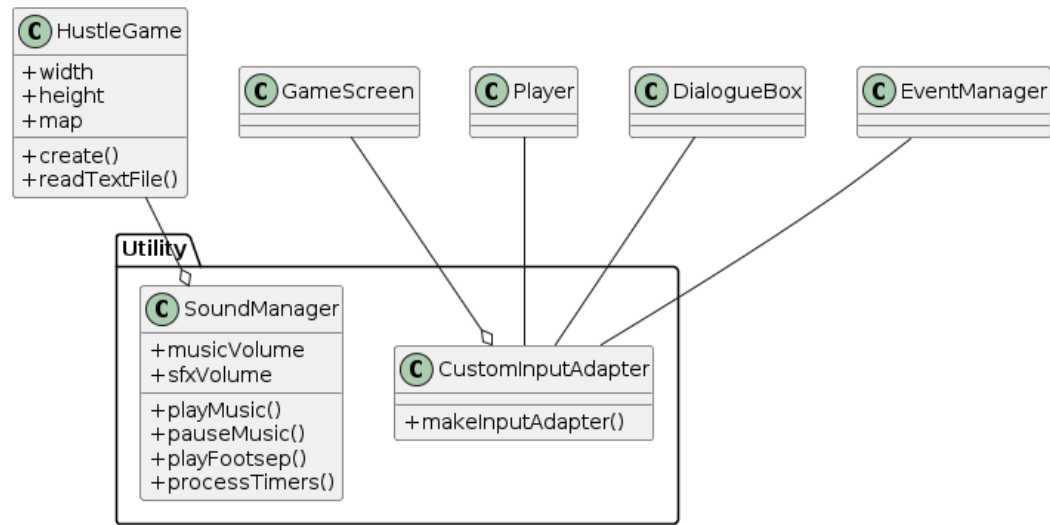 C HustleGame
+width
+height
+map
+create()
+readTextFile()
C GameScreen
C Player
C DialogueBox
C EventManager
Utility
C SoundManager
+musicVolume
+sfxVolume
+playMusic()
+pauseMusic()
+playFootsep()
+processTimers()
C CustomInputAdapter
+makeInputAdapter()